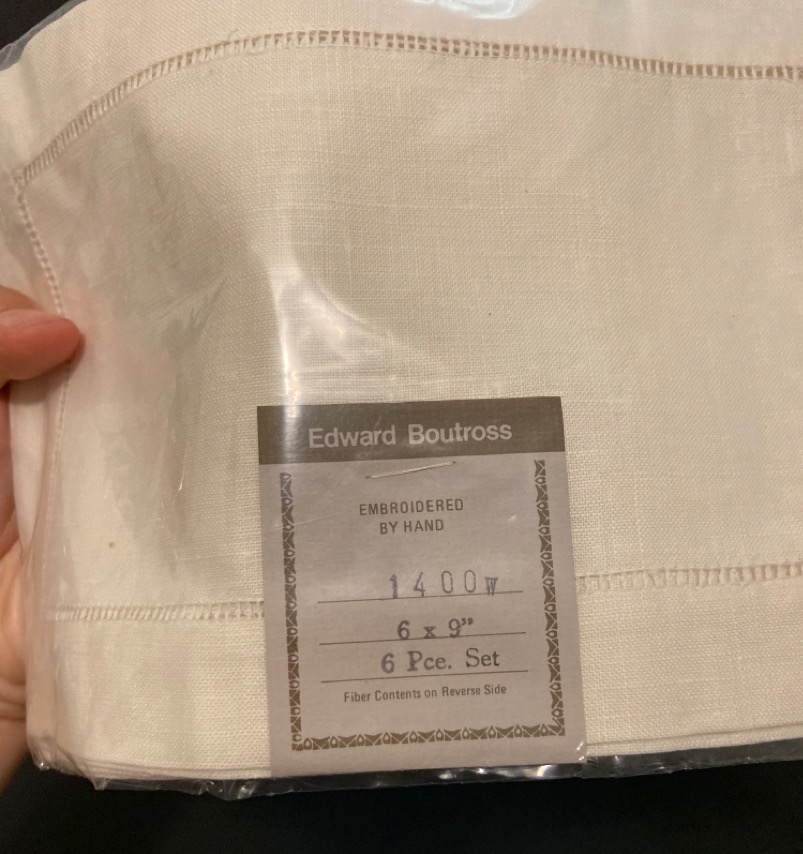 Edward Boutross
EMBROIDERED
BY HAND
1400W
6 x 9”
6 Pce. Set
Fiber Contents on Reverse Side